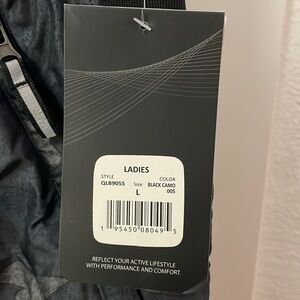 LADIES
STYLE COLOR
QLB9055 Size BLACK CAMO
L 005
1 95450 08049 5
REFLECT YOUR ACTIVE LIFESTYLE
WITH PERFORMANCE AND COMFORT.